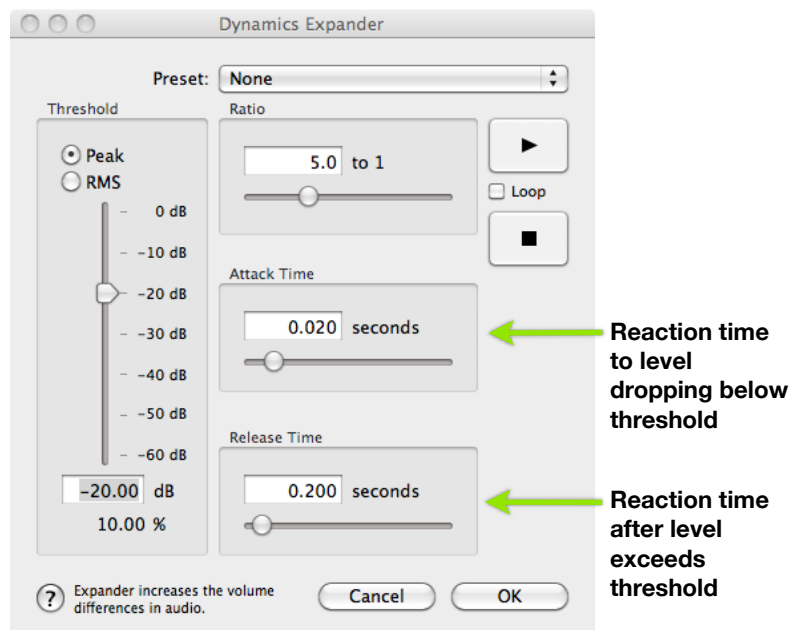 Dynamics Expander
Preset: None
Threshold
Peak
RMS
0 dB
-10 dB
-20 dB
-30 dB
-40 dB
-50 dB
-60 dB
-20.00 dB
10.00 %
Ratio
5.0 to 1
Loop
Attack Time
0.020 seconds
Reaction time
to level
dropping below
threshold
Release Time
0.200 seconds
Reaction time
after level
exceeds
threshold
? Expander increases the volume
differences in audio.
Cancel
OK